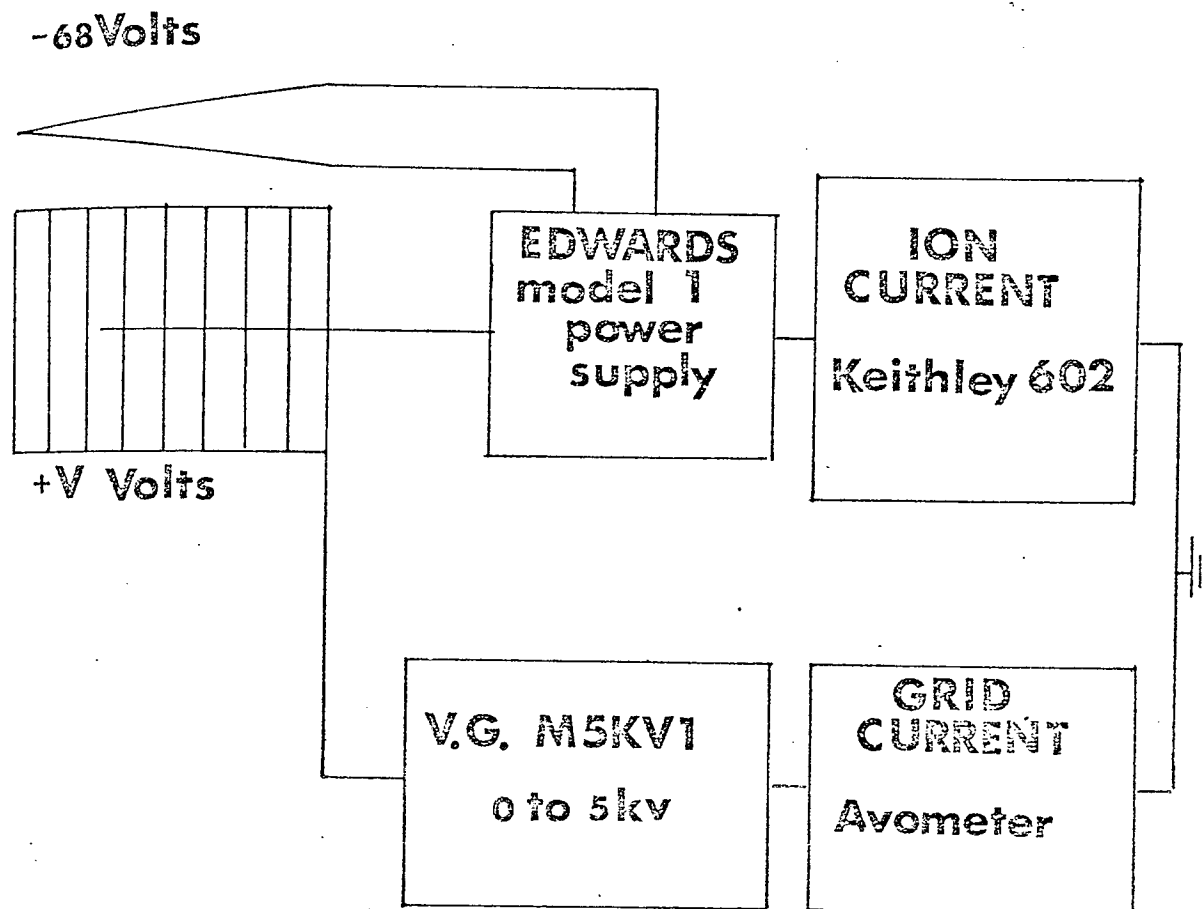 -68Volts
EDWARDS
model 1
power
supply
ION
CURRENT
Keithley 602
+V Volts
V.G. M5KV1
0 to 5kv
GRID
CURRENT
Avometer